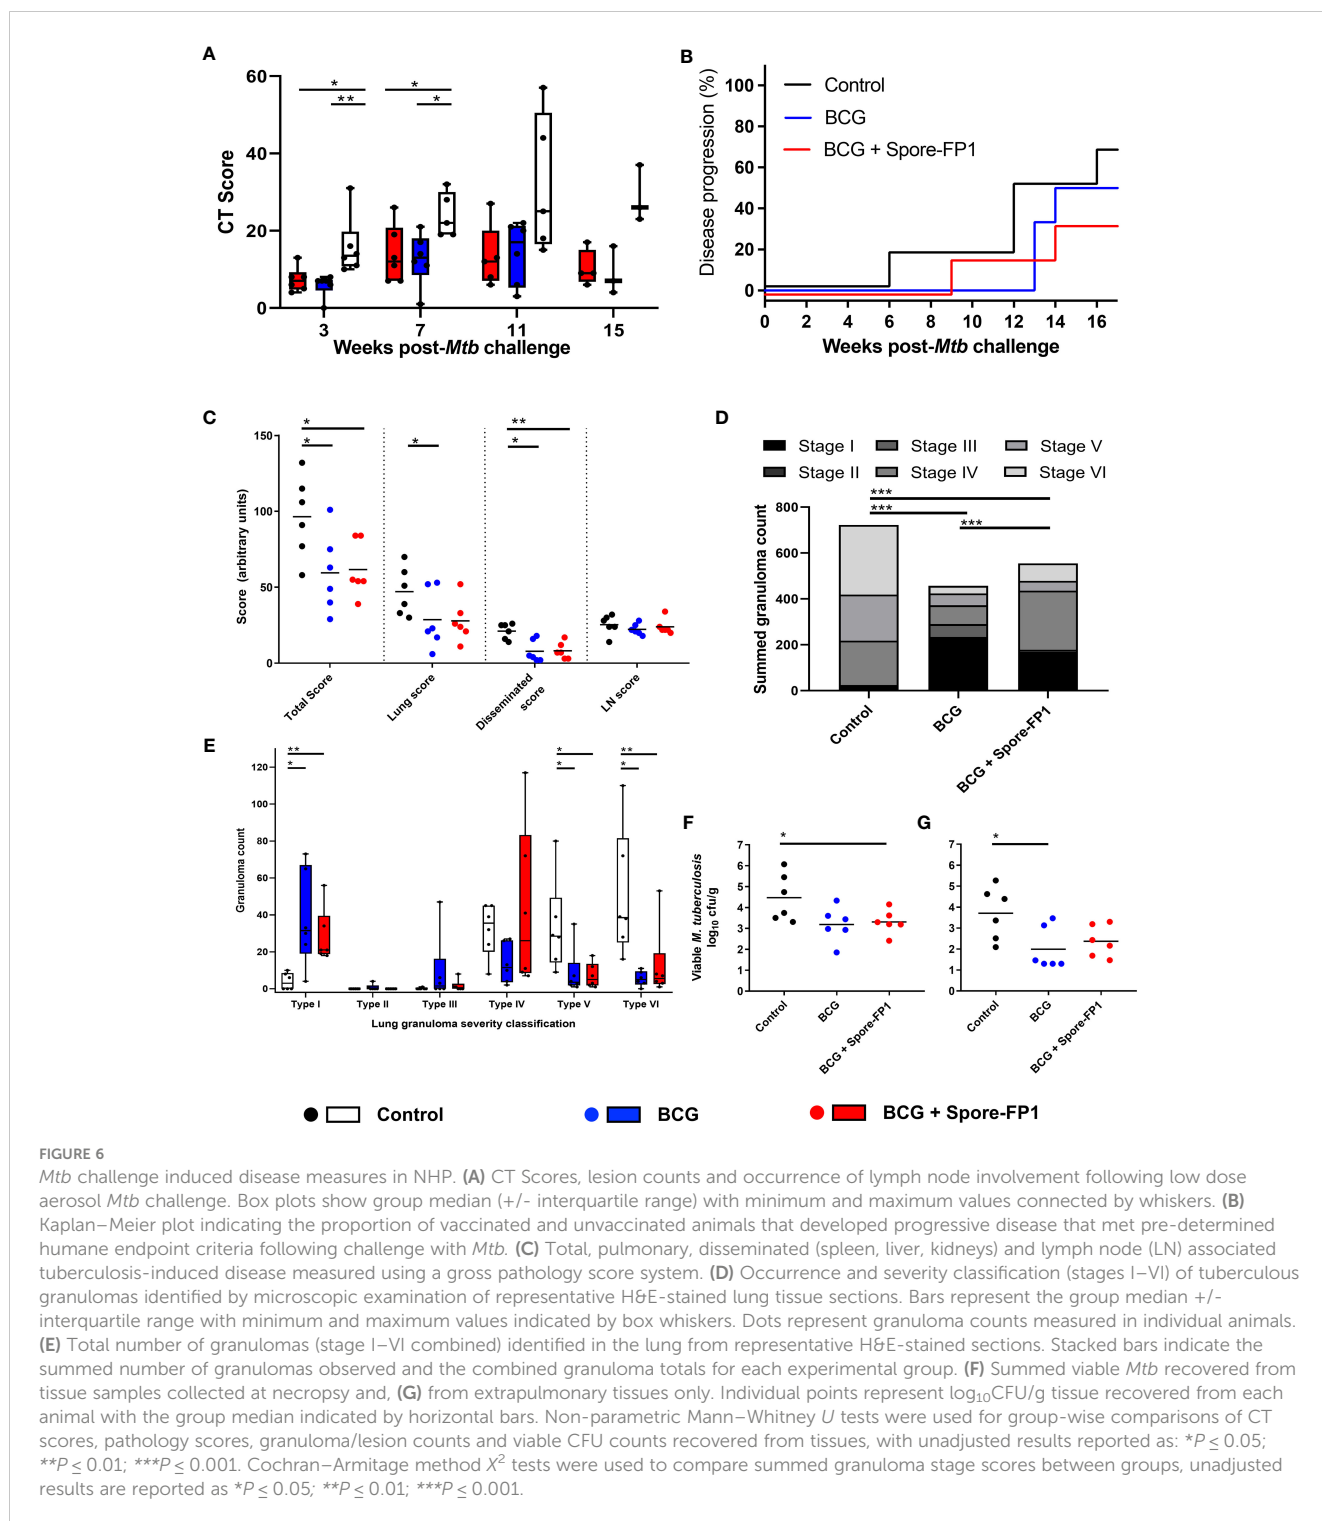 A
60
40
20
0
CT Score
* ** * *
3 7 11 15
Weeks post-Mtb challenge
B
100
80
60
40
20
0
Disease progression (%)
Control
BCG
BCG + Spore-FP1
0 2 4 6 8 10 12 14 16
Weeks post-Mtb challenge
C
150
100
50
0
Score (arbitrary units)
* * * ** *
Total Score
Lung score
Disseminated score
LN score
D
Stage I Stage III Stage V
Stage II Stage IV Stage VI
800
600
400
200
0
Summed granuloma count
***
*** ***
Control
BCG
BCG + Spore-FP1
E
120
100
80
60
40
20
0
Granuloma count
** * * * ** *
Type I Type II Type III Type IV Type V Type VI
Lung granuloma severity classification
F
7
6
5
4
3
2
1
0
Viable M. tuberculosis
log10 cfu/g
*
Control
BCG
BCG + Spore-FP1
G
7
6
5
4
3
2
1
0
*
Control
BCG
BCG + Spore-FP1
Control BCG BCG + Spore-FP1
FIGURE 6
Mtb challenge induced disease measures in NHP. (A) CT Scores, lesion counts and occurrence of lymph node involvement following low dose
aerosol Mtb challenge. Box plots show group median (+/- interquartile range) with minimum and maximum values connected by whiskers. (B)
Kaplan–Meier plot indicating the proportion of vaccinated and unvaccinated animals that developed progressive disease that met pre-determined
humane endpoint criteria following challenge with Mtb. (C) Total, pulmonary, disseminated (spleen, liver, kidneys) and lymph node (LN) associated
tuberculosis-induced disease measured using a gross pathology score system. (D) Occurrence and severity classification (stages I–VI) of tuberculous
granulomas identified by microscopic examination of representative H&E-stained lung tissue sections. Bars represent the group median +/-
interquartile range with minimum and maximum values indicated by box whiskers. Dots represent granuloma counts measured in individual animals.
(E) Total number of granulomas (stage I–VI combined) identified in the lung from representative H&E-stained sections. Stacked bars indicate the
summed number of granulomas observed and the combined granuloma totals for each experimental group. (F) Summed viable Mtb recovered from
tissue samples collected at necropsy and, (G) from extrapulmonary tissues only. Individual points represent log10CFU/g tissue recovered from each
animal with the group median indicated by horizontal bars. Non-parametric Mann–Whitney U tests were used for group-wise comparisons of CT
scores, pathology scores, granuloma/lesion counts and viable CFU counts recovered from tissues, with unadjusted results reported as: *P ≤ 0.05;
**P ≤ 0.01; ***P ≤ 0.001. Cochran–Armitage method X² tests were used to compare summed granuloma stage scores between groups, unadjusted
results are reported as *P ≤ 0.05; **P ≤ 0.01; ***P ≤ 0.001.